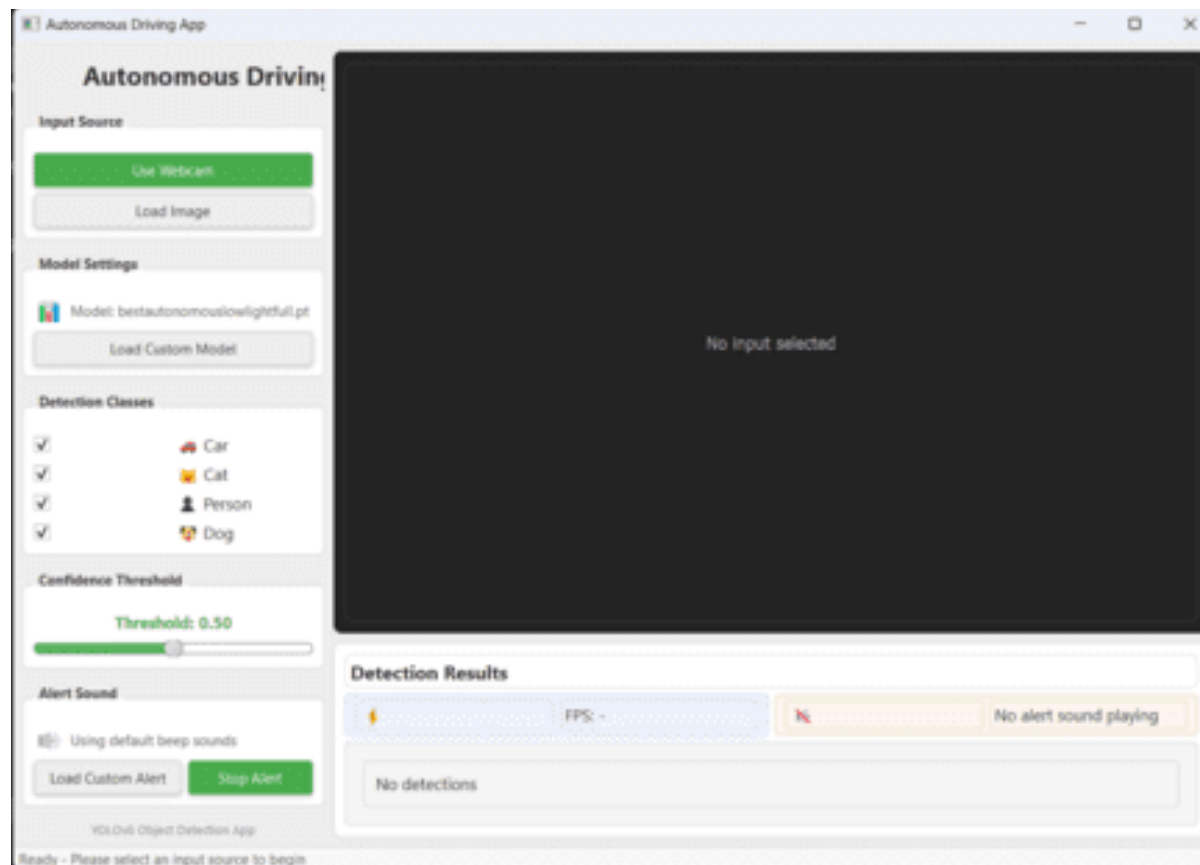 Autonomous Driving App
Autonomous Driving
Input Source
Use Webcam
Load Image
Model Settings
Model: bestautonomouslowlightfull.pt
Load Custom Model
Detection Classes
Car
Cat
Person
Dog
Confidence Threshold
Threshold: 0.50
Alert Sound
Using default beep sounds
Load Custom Alert
Stop Alert
YOLOv8 Object Detection App
Ready - Please select an input source to begin
No input selected
Detection Results
FPS: -
No alert sound playing
No detections